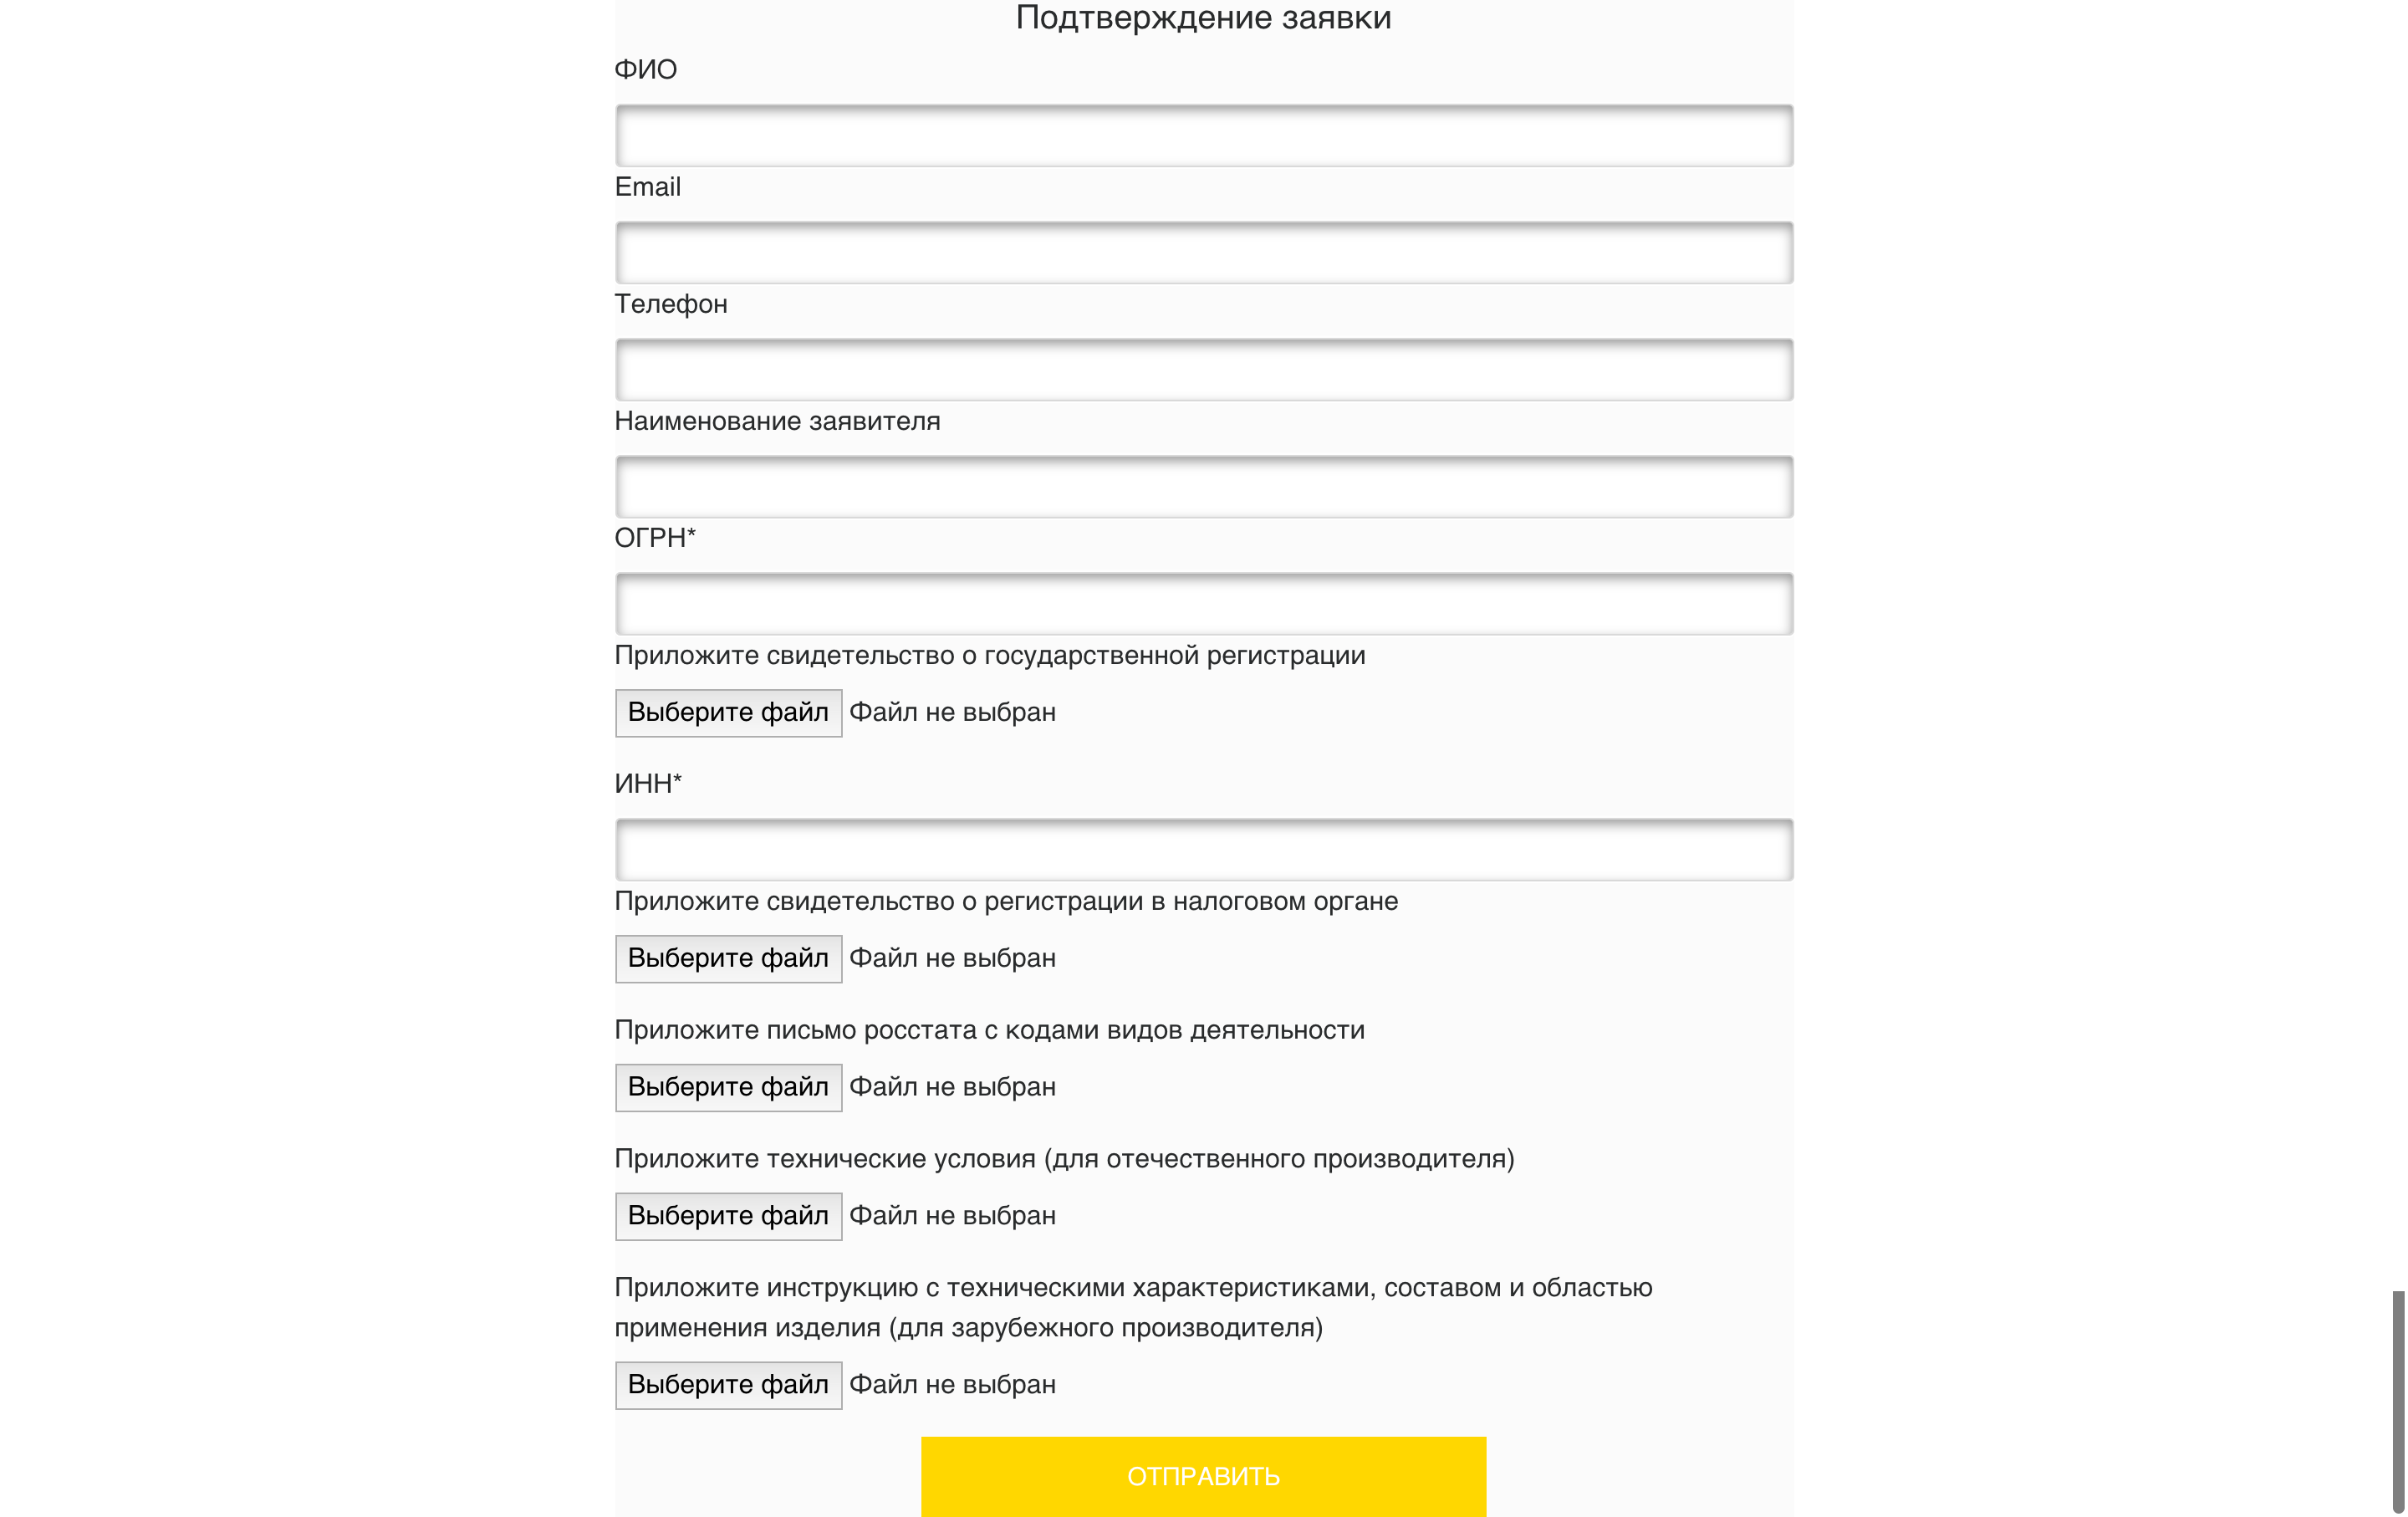 Подтверждение заявки
ФИО
Email
Телефон
Наименование заявителя
ОГРН*
Приложите свидетельство о государственной регистрации
Выберите файл Файл не выбран
ИНН*
Приложите свидетельство о регистрации в налоговом органе
Выберите файл Файл не выбран
Приложите письмо росстата с кодами видов деятельности
Выберите файл Файл не выбран
Приложите технические условия (для отечественного производителя)
Выберите файл Файл не выбран
Приложите инструкцию с техническими характеристиками, составом и областью
применения изделия (для зарубежного производителя)
Выберите файл Файл не выбран
ОТПРАВИТЬ